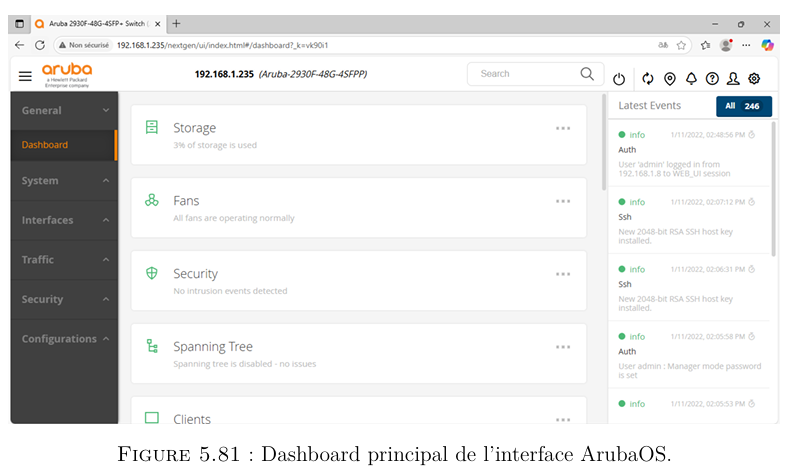 Aruba 2930F-48G-4SFP+ Switch (
Non sécurisé 192.168.1.235/nextgen/ui/index.html#/dashboard?_k=vk90i1
aruba
a Hewlett Packard
Enterprise company
192.168.1.235 (Aruba-2930F-48G-4SFPP)
Search
General
Dashboard
System
Interfaces
Traffic
Security
Configurations
Storage
3% of storage is used
Fans
All fans are operating normally
Security
No intrusion events detected
Spanning Tree
Spanning tree is disabled - no issues
Clients
Latest Events
All 246
info 1/11/2022, 02:48:56 PM
Auth
User 'admin' logged in from
192.168.1.8 to WEB_UI session
info 1/11/2022, 02:07:12 PM
Ssh
New 2048-bit RSA SSH host key
installed.
info 1/11/2022, 02:06:31 PM
Ssh
New 2048-bit RSA SSH host key
installed.
info 1/11/2022, 02:05:58 PM
Auth
User admin : Manager mode password
is set
info 1/11/2022, 02:05:53 PM
FIGURE 5.81 : Dashboard principal de l'interface ArubaOS.